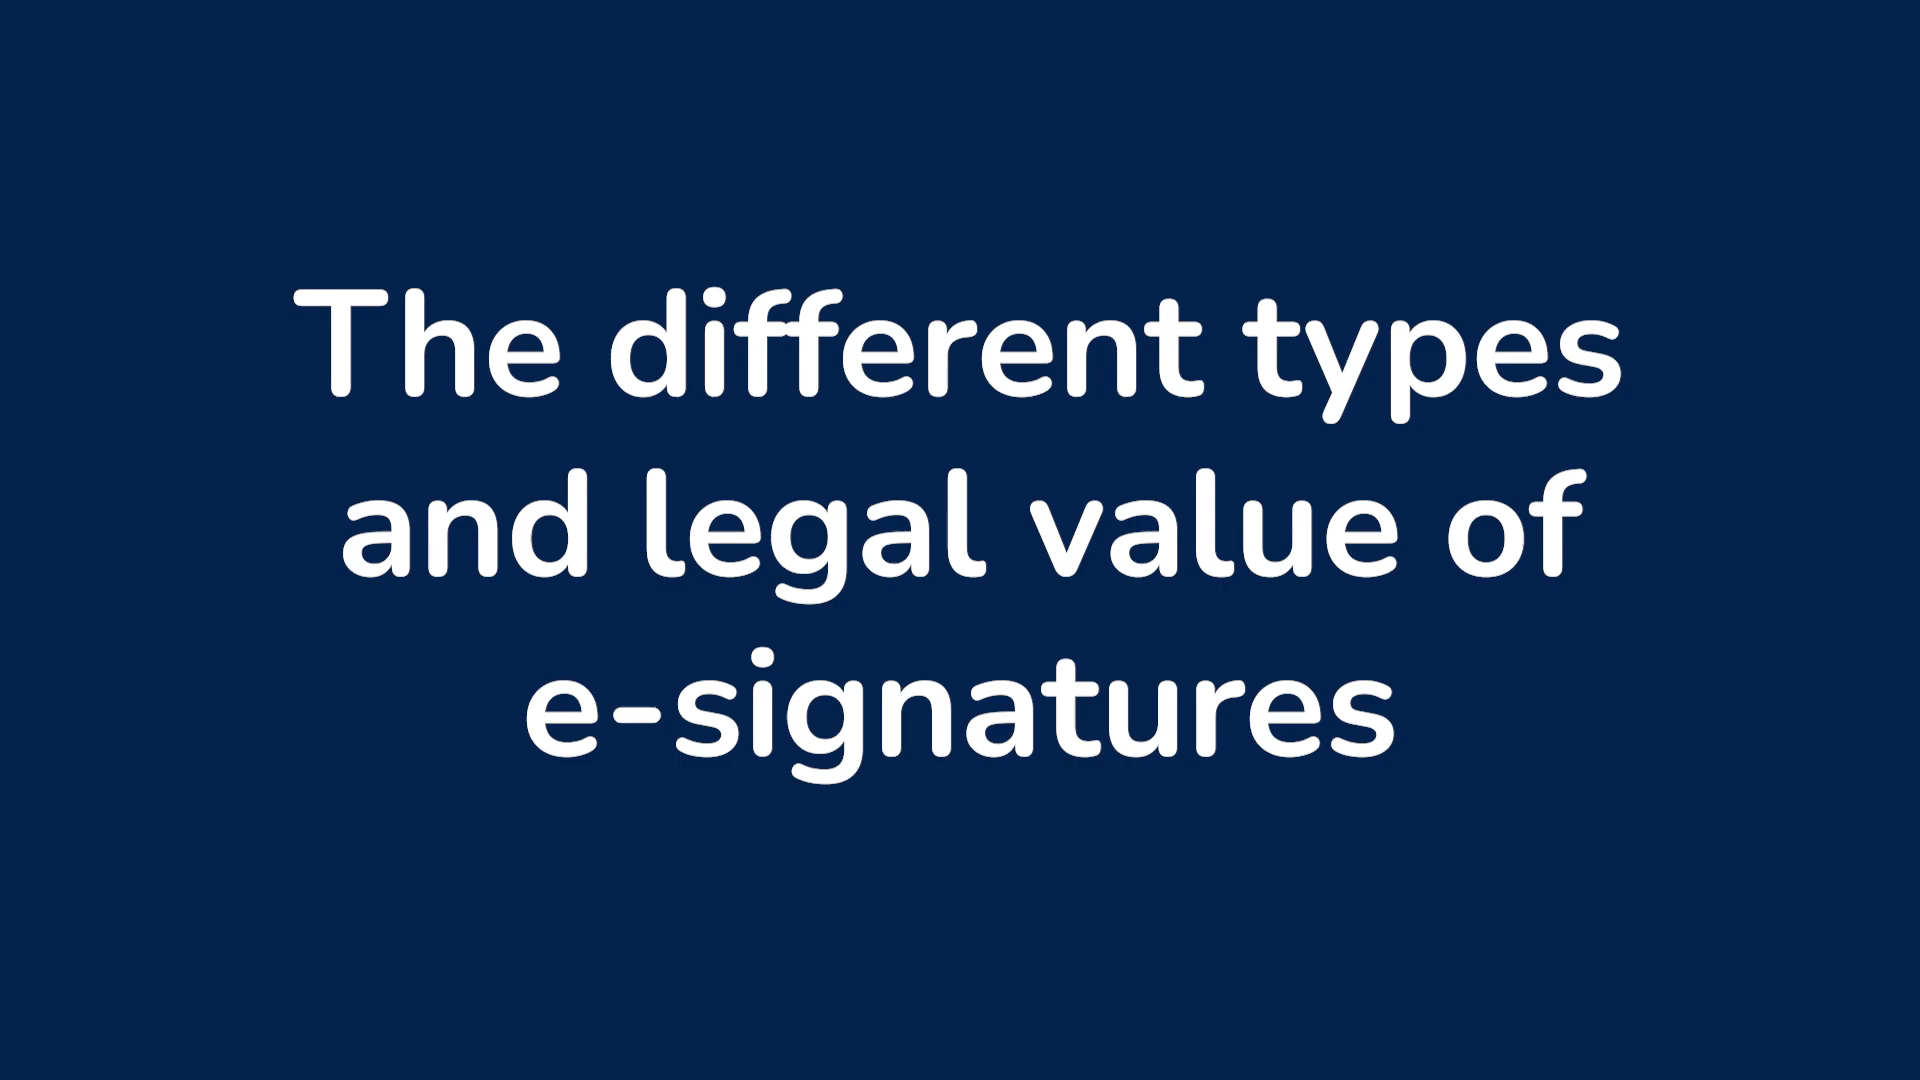 The different types
and legal value of
e-signatures